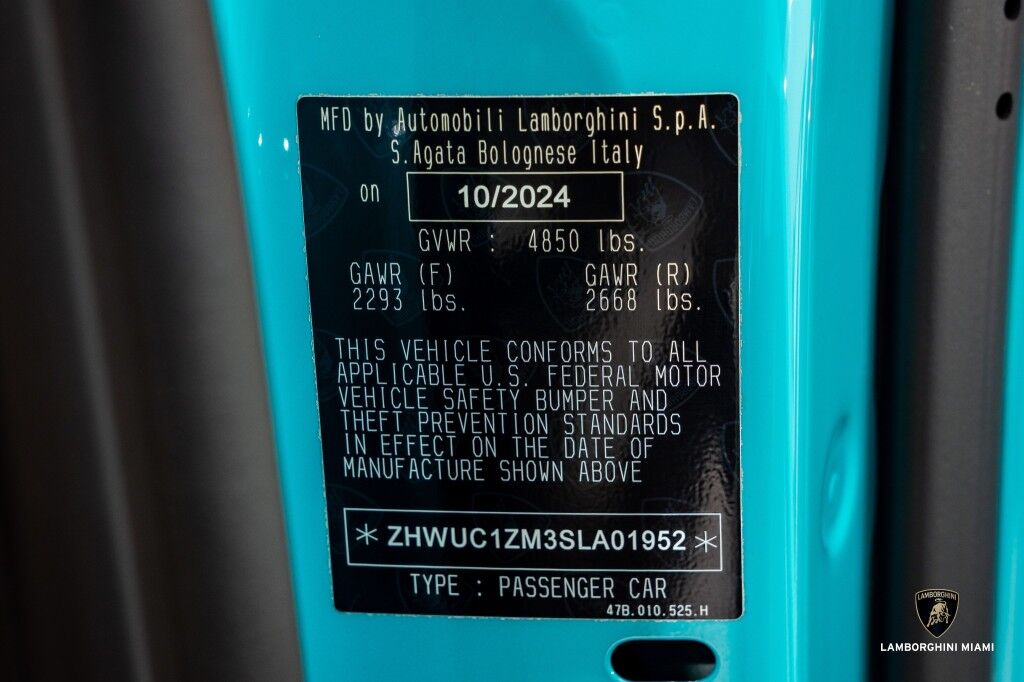 MFD by Automobili Lamborghini S.p.A.
S.Agata Bolognese Italy
on 10/2024
GVWR : 4850 lbs.
GAWR (F) GAWR (R)
2293 lbs. 2668 lbs.
THIS VEHICLE CONFORMS TO ALL
APPLICABLE U.S. FEDERAL MOTOR
VEHICLE SAFETY BUMPER AND
THEFT PREVENTION STANDARDS
IN EFFECT ON THE DATE OF
MANUFACTURE SHOWN ABOVE
* ZHWUC1ZM3SLA01952 *
TYPE : PASSENGER CAR
47B.010.525.H
LAMBORGHINI
LAMBORGHINI MIAMI